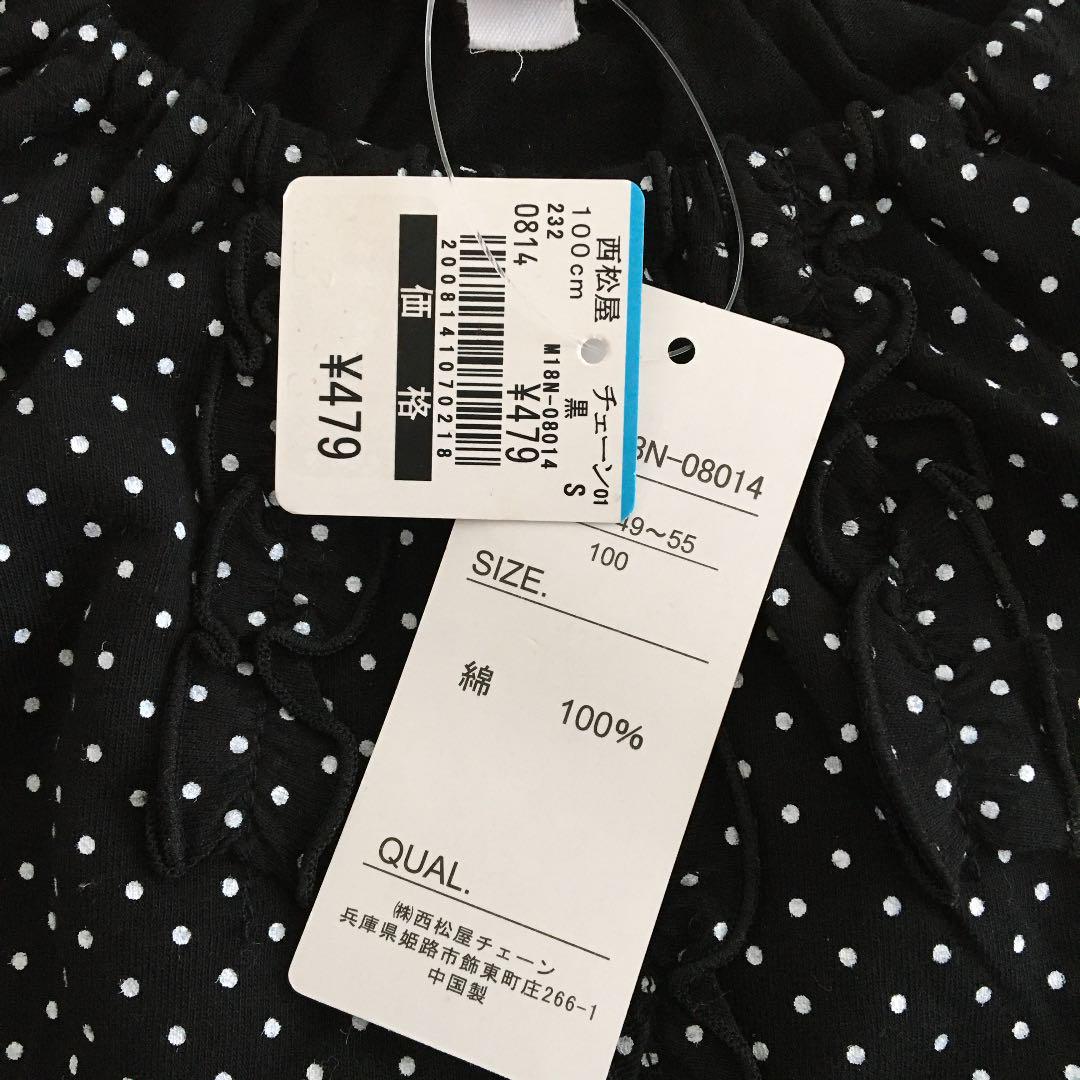 西松屋チェーン01
100cm 黒 S
232 M18N-08014
0814 ¥479
2008141070218
価格
¥479
8N-08014
49～55
100
SIZE.
綿 100%
QUAL.
㈱西松屋チェーン
兵庫県姫路市飾東町庄266-1
中国製